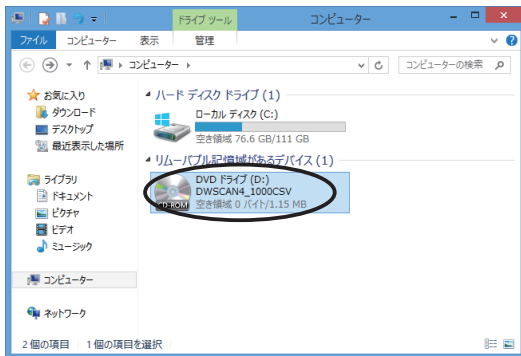 ドライブ ツール
コンピューター
ファイル
コンピューター
表示
管理
コンピューター
コンピューターの検索
お気に入り
ダウンロード
デスクトップ
最近表示した場所
ライブラリ
ドキュメント
ピクチャ
ビデオ
ミュージック
コンピューター
ネットワーク
ハード ディスク ドライブ (1)
ローカル ディスク (C:)
空き領域 76.6 GB/111 GB
リムーバブル記憶域があるデバイス (1)
DVD ドライブ (D:)
DWSCAN4_1000CSV
空き領域 0 バイト/1.15 MB
CD-ROM
2 個の項目
1 個の項目を選択